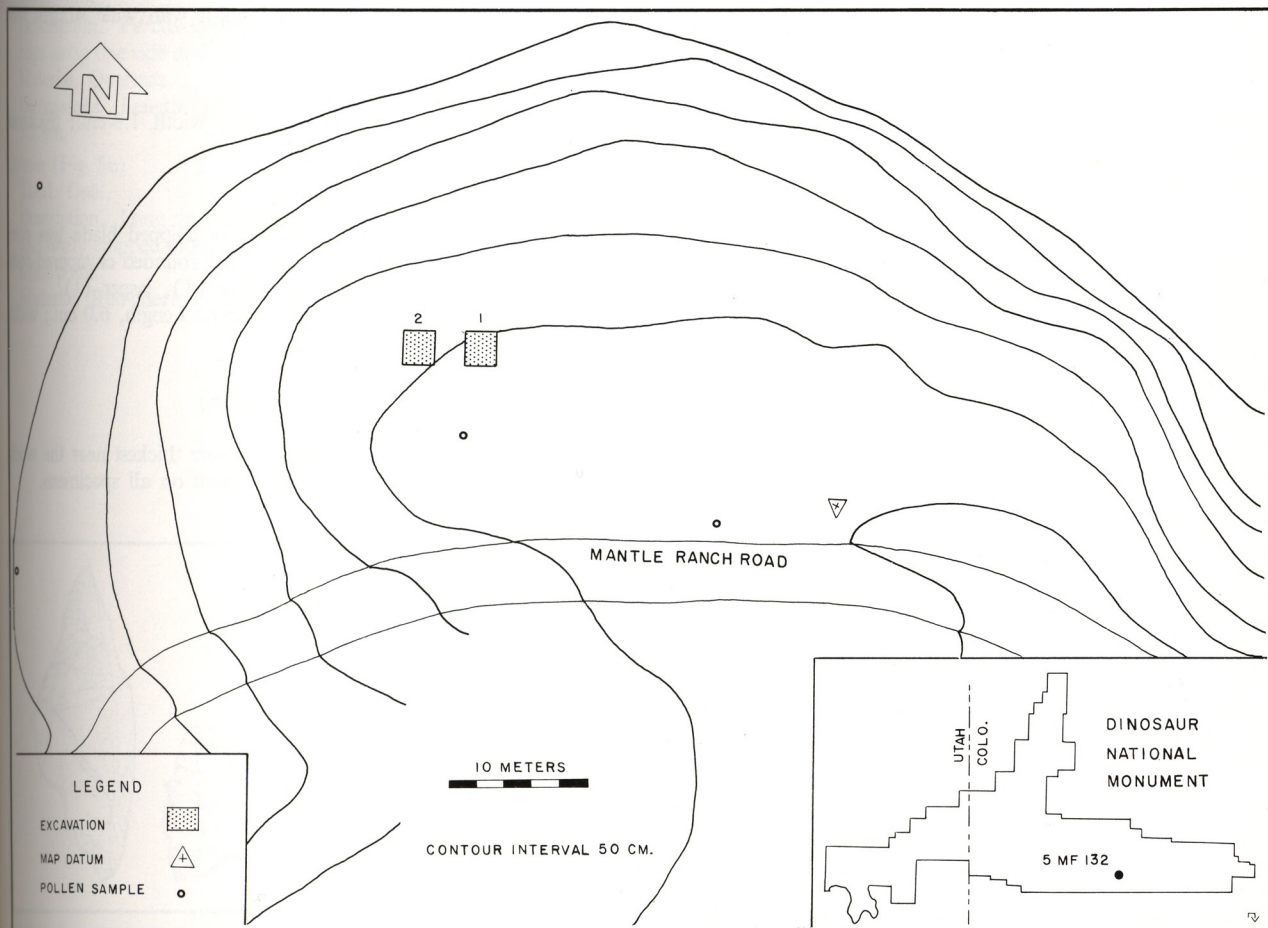 N
2 1
MANTLE RANCH ROAD
10 METERS
CONTOUR INTERVAL 50 CM.
LEGEND
EXCAVATION
MAP DATUM
POLLEN SAMPLE
UTAH
COLO.
DINOSAUR
NATIONAL
MONUMENT
5 MF 132